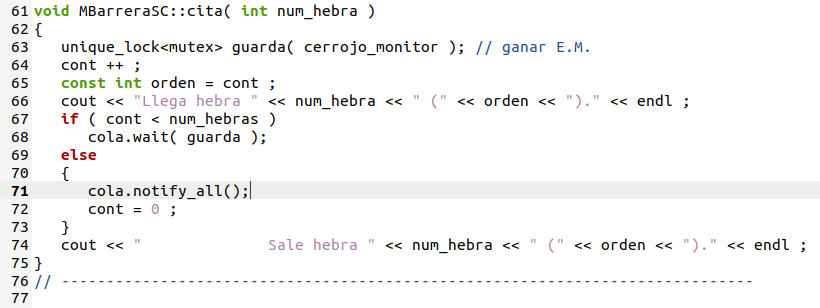 61 void MBarreraSC::cita( int num_hebra )
62 {
63    unique_lock<mutex> guarda( cerrojo_monitor ); // ganar E.M.
64    cont ++ ;
65    const int orden = cont ;
66    cout << "Llega hebra " << num_hebra << " (" << orden << ")." << endl ;
67    if ( cont < num_hebras )
68       cola.wait( guarda );
69    else
70    {
71       cola.notify_all();
72       cont = 0 ;
73    }
74    cout << "              Sale hebra " << num_hebra << " (" << orden << ")." << endl ;
75 }
76 // -----------------------------------------------------------------------------
77